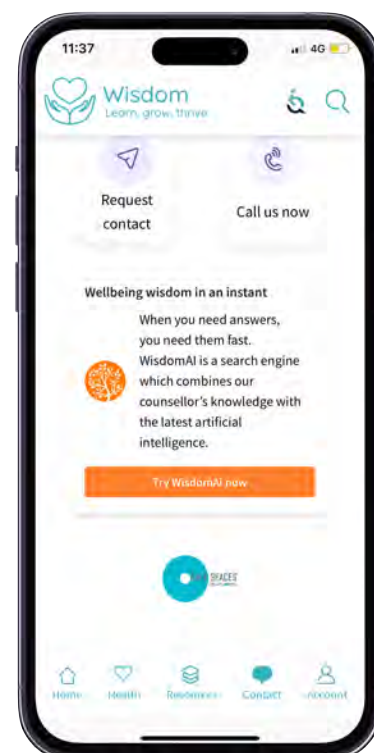 11:37
4G
Wisdom
Learn, grow, thrive
Request
contact
Call us now
Wellbeing wisdom in an instant
When you need answers,
you need them fast.
WisdomAI is a search engine
which combines our
counsellor's knowledge with
the latest artificial
intelligence.
Try WisdomAI now
SPACES
Home
Health
Resources
Contact
Account